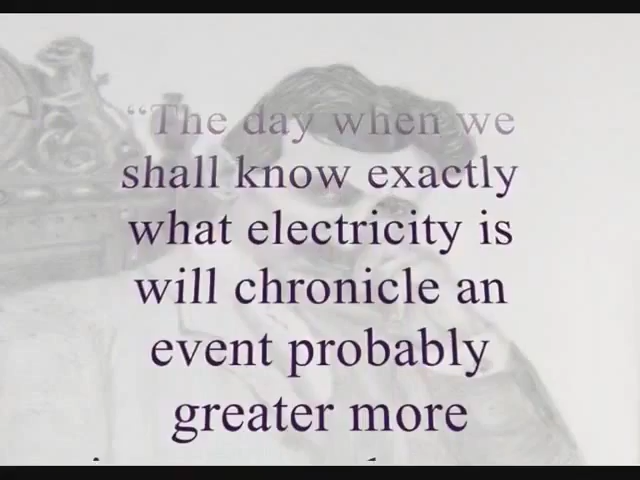 “The day when we
shall know exactly
what electricity is
will chronicle an
event probably
greater more